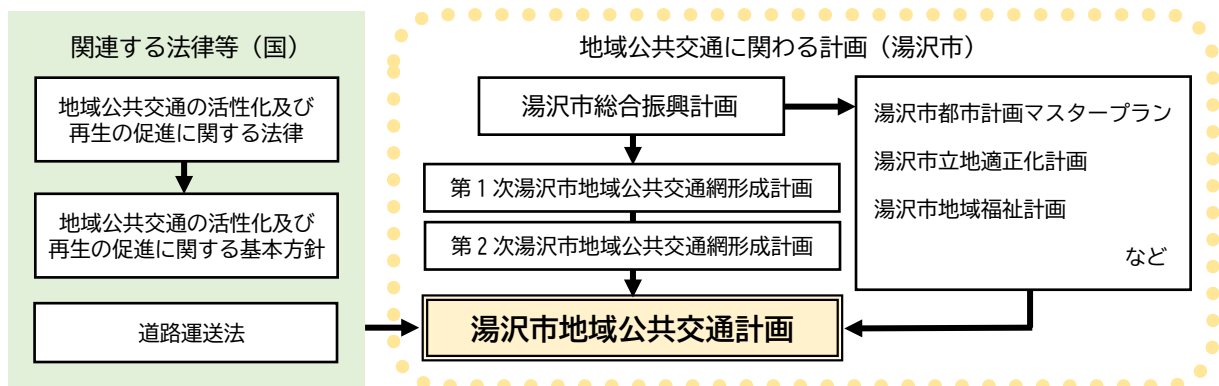 関連する法律等（国）
地域公共交通の活性化及び
再生の促進に関する法律
地域公共交通の活性化及び
再生の促進に関する基本方針
道路運送法
地域公共交通に関わる計画（湯沢市）
湯沢市総合振興計画
第１次湯沢市地域公共交通網形成計画
第２次湯沢市地域公共交通網形成計画
湯沢市地域公共交通計画
湯沢市都市計画マスタープラン
湯沢市立地適正化計画
湯沢市地域福祉計画
など